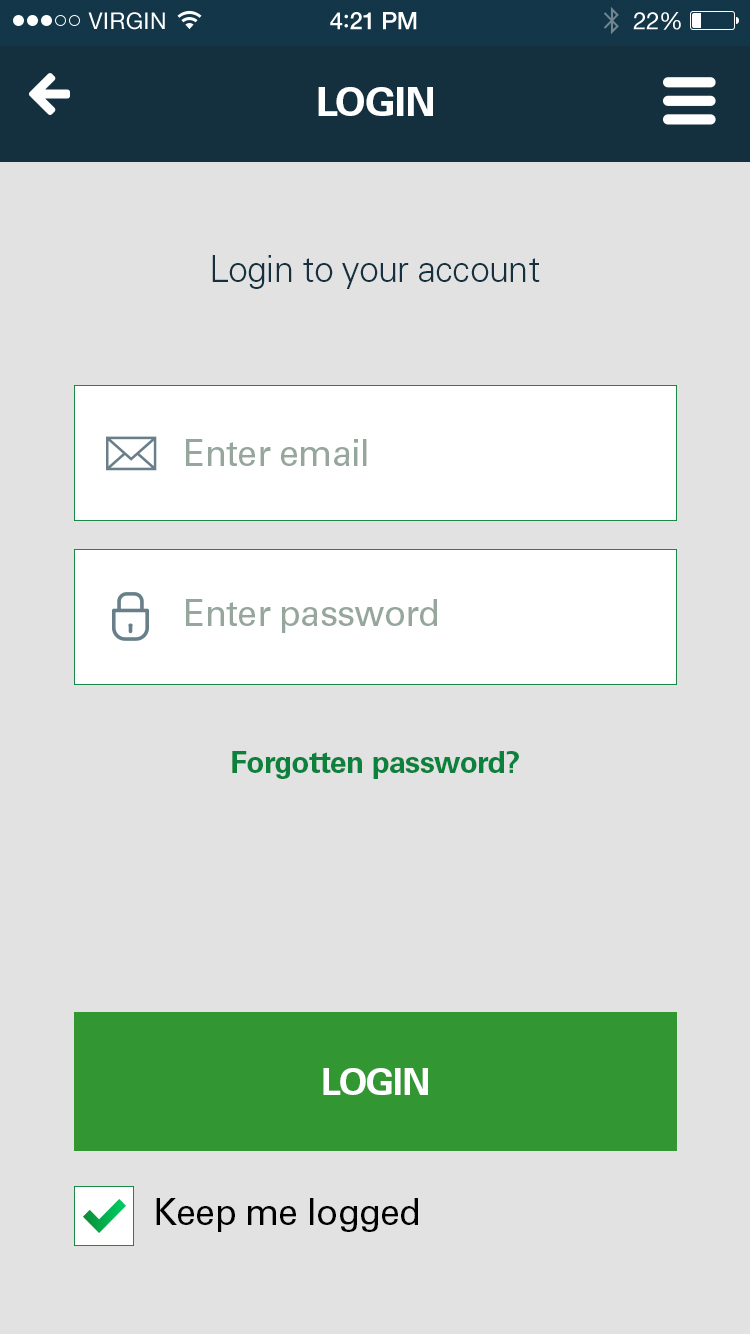 VIRGIN 4:21 PM 22%
LOGIN
Login to your account
Enter email
Enter password
Forgotten password?
LOGIN
Keep me logged